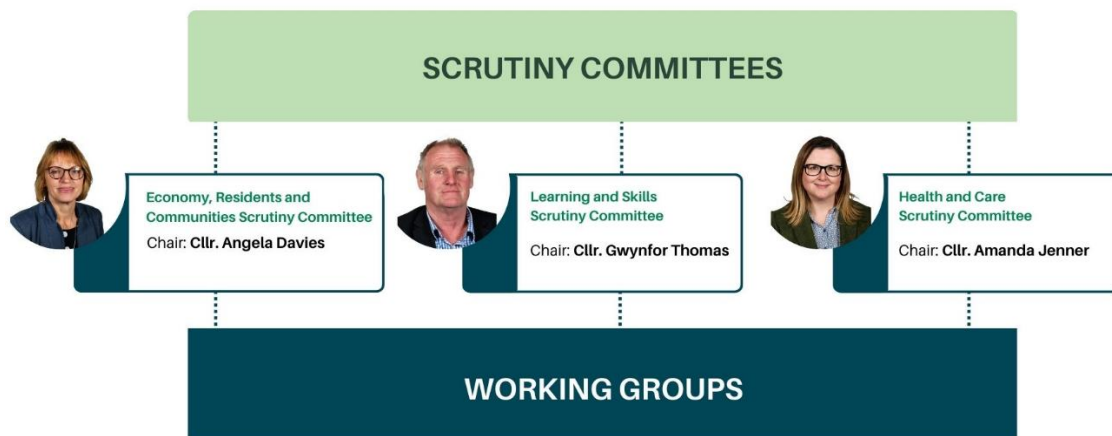 SCRUTINY COMMITTEES
Economy, Residents and
Communities Scrutiny Committee
Chair: Cllr. Angela Davies
Learning and Skills
Scrutiny Committee
Chair: Cllr. Gwynfor Thomas
Health and Care
Scrutiny Committee
Chair: Cllr. Amanda Jenner
WORKING GROUPS